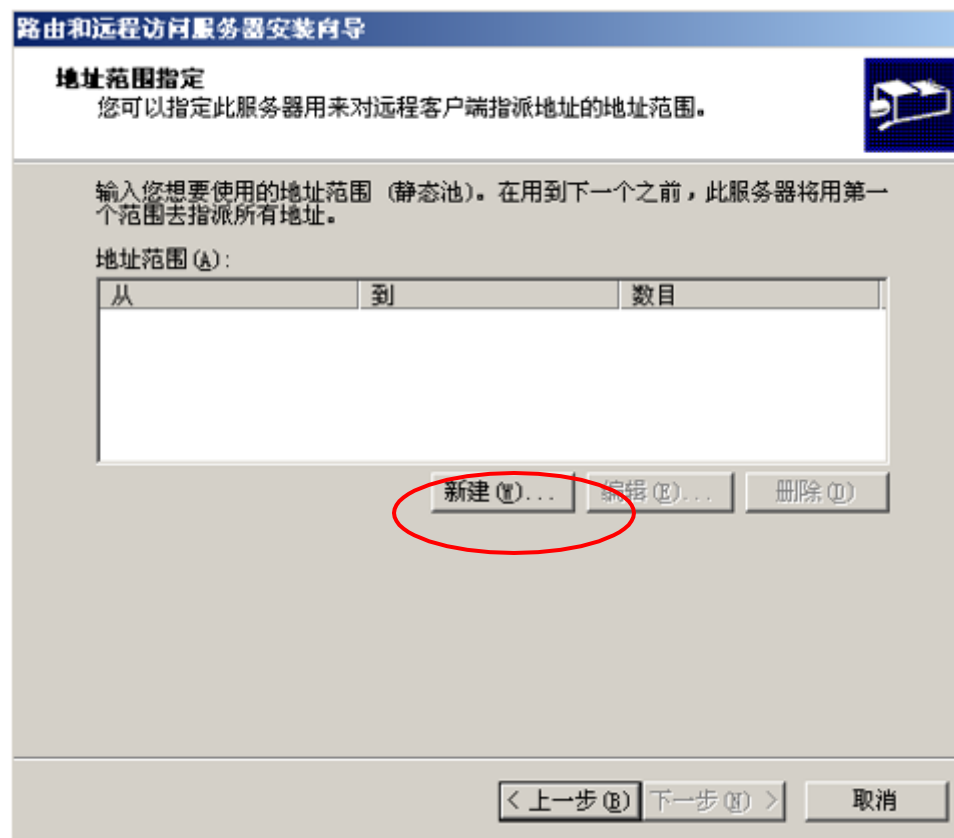 路由和远程访问服务器安装向导
地址范围指定
您可以指定此服务器用来对远程客户端指派地址的地址范围。
输入您想要使用的地址范围（静态池）。在用到下一个之前，此服务器将用第一
个范围去指派所有地址。
地址范围(A):
从 到 数目
新建(W)... 编辑(E)... 删除(D)
< 上一步(B) 下一步(N) > 取消